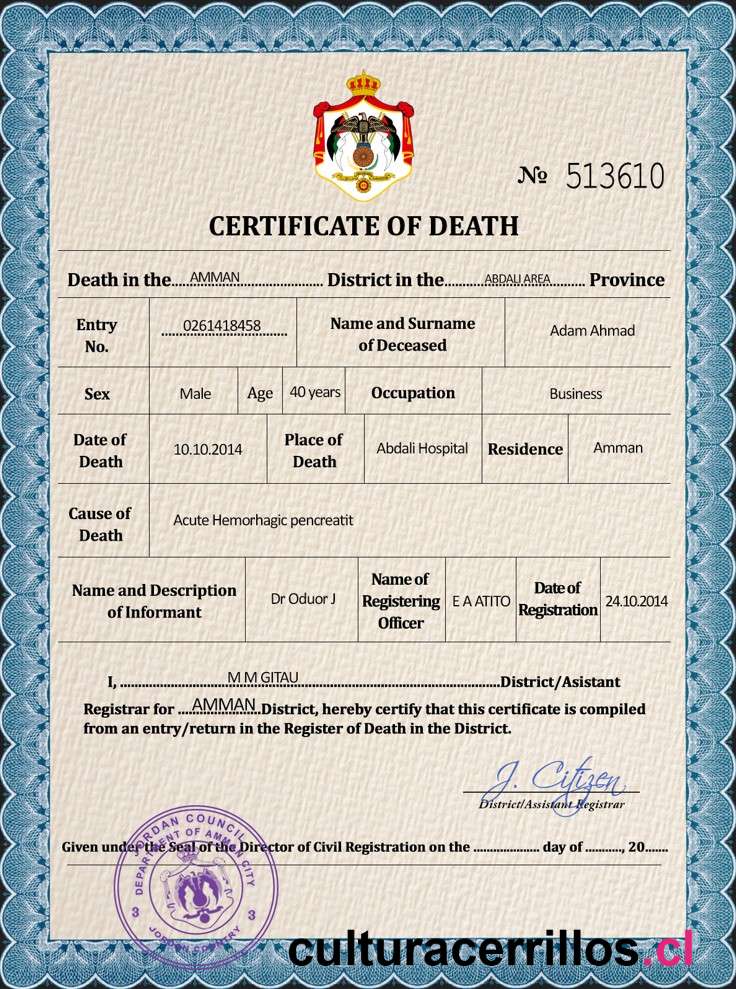 № 513610
CERTIFICATE OF DEATH
Death in the........AMMAN........ District in the........ABDALI AREA........ Province
Entry No.
0261418458
Name and Surname of Deceased
Adam Ahmad
Sex
Male
Age
40 years
Occupation
Business
Date of Death
10.10.2014
Place of Death
Abdali Hospital
Residence
Amman
Cause of Death
Acute Hemorhagic pencreatit
Name and Description of Informant
Dr Oduor J
Name of Registering Officer
E A ATITO
Date of Registration
24.10.2014
I, ........M M GITAU........District/Asistant
Registrar for ....AMMAN..District, hereby certify that this certificate is compiled
from an entry/return in the Register of Death in the District.
J. Citizen
District/Assistant Registrar
Given under the Seal of the Director of Civil Registration on the .................... day of ..........., 20.......
JORDAN COUNCIL
DEPARTMENT OF AMMAN CITY
3 3
JORDAN COUNTRY
culturacerrillos.cl